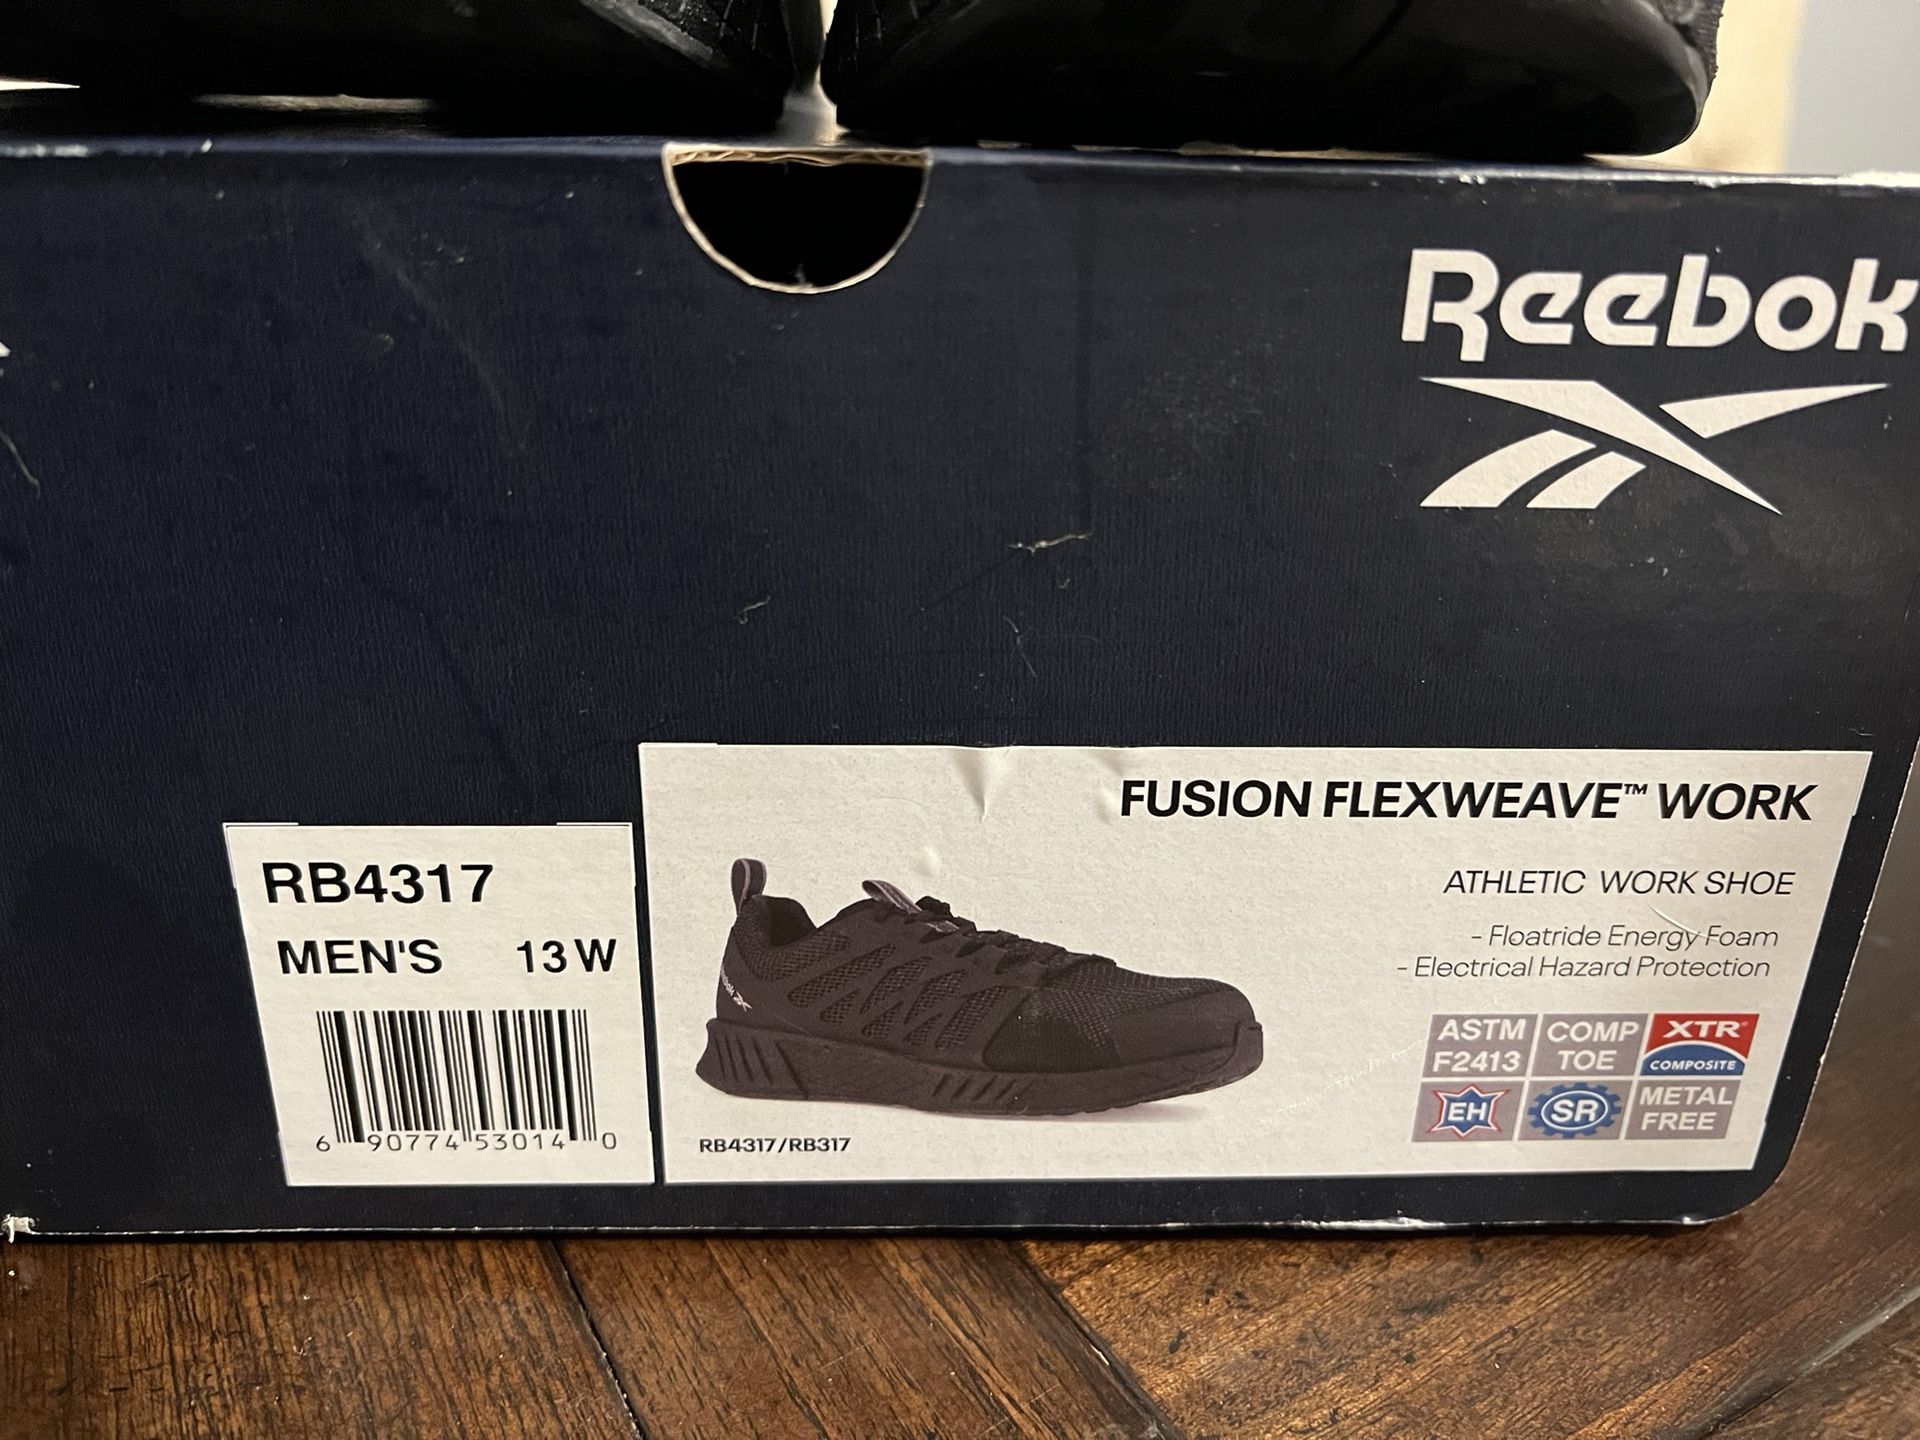 Reebok
FUSION FLEXWEAVE™ WORK
ATHLETIC WORK SHOE
- Floatride Energy Foam
- Electrical Hazard Protection
ASTM F2413
COMP TOE
XTR®
COMPOSITE
EH
SR
METAL FREE
RB4317/RB317
RB4317
MEN'S 13 W
6 90774 53014 0